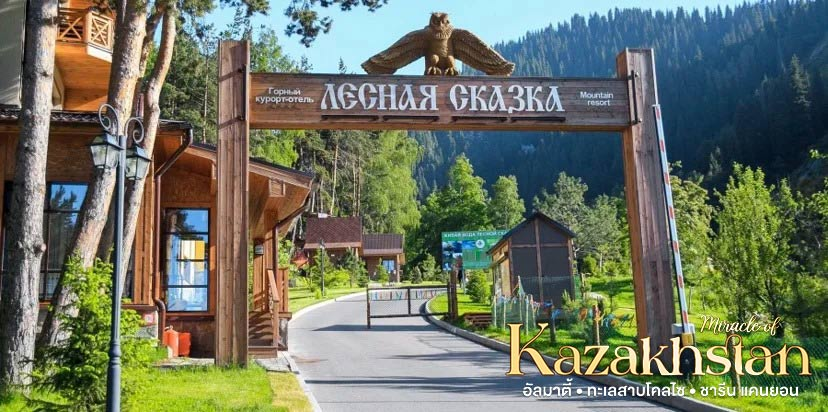 Горный
курорт-отель
ЛЕСНАЯ СКАЗКА
Mountain
resort
Miracle of
Kazakhstan
อัลมาตี้ • ทะเลสาบโคลไซ • ชาริน แคนยอน